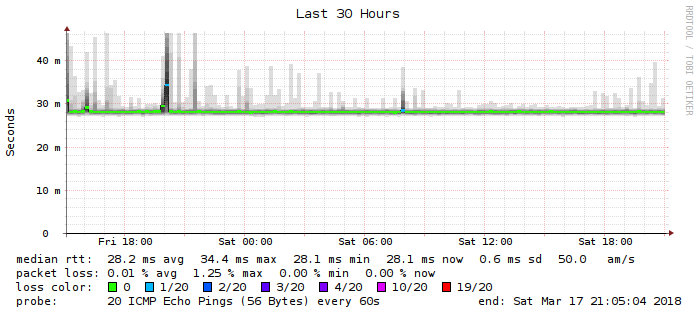 Last 30 Hours
RRDTOOL / TOBI OETIKER
Seconds
40 m
30 m
20 m
10 m
0
Fri 18:00 Sat 00:00 Sat 06:00 Sat 12:00 Sat 18:00
median rtt: 28.2 ms avg 34.4 ms max 28.1 ms min 28.1 ms now 0.6 ms sd 50.0 am/s
packet loss: 0.01 % avg 1.25 % max 0.00 % min 0.00 % now
loss color: 0 1/20 2/20 3/20 4/20 10/20 19/20
probe: 20 ICMP Echo Pings (56 Bytes) every 60s end: Sat Mar 17 21:05:04 2018